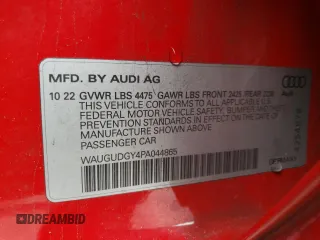 MFD. BY AUDI AG
10 22 GVWR LBS 4475 GAWR LBS FRONT 2425 REAR
THIS VEHICLE CONFORMS TO ALL APPLICABLE U.S.
FEDERAL MOTOR VEHICLE SAFETY, BUMPER, AND THEFT
PREVENTION STANDARDS IN EFFECT ON THE DATE OF
MANUFACTURE SHOWN ABOVE
PASSENGER CAR
WAUGUDGY4PA044865
Audi
© DREAMBID